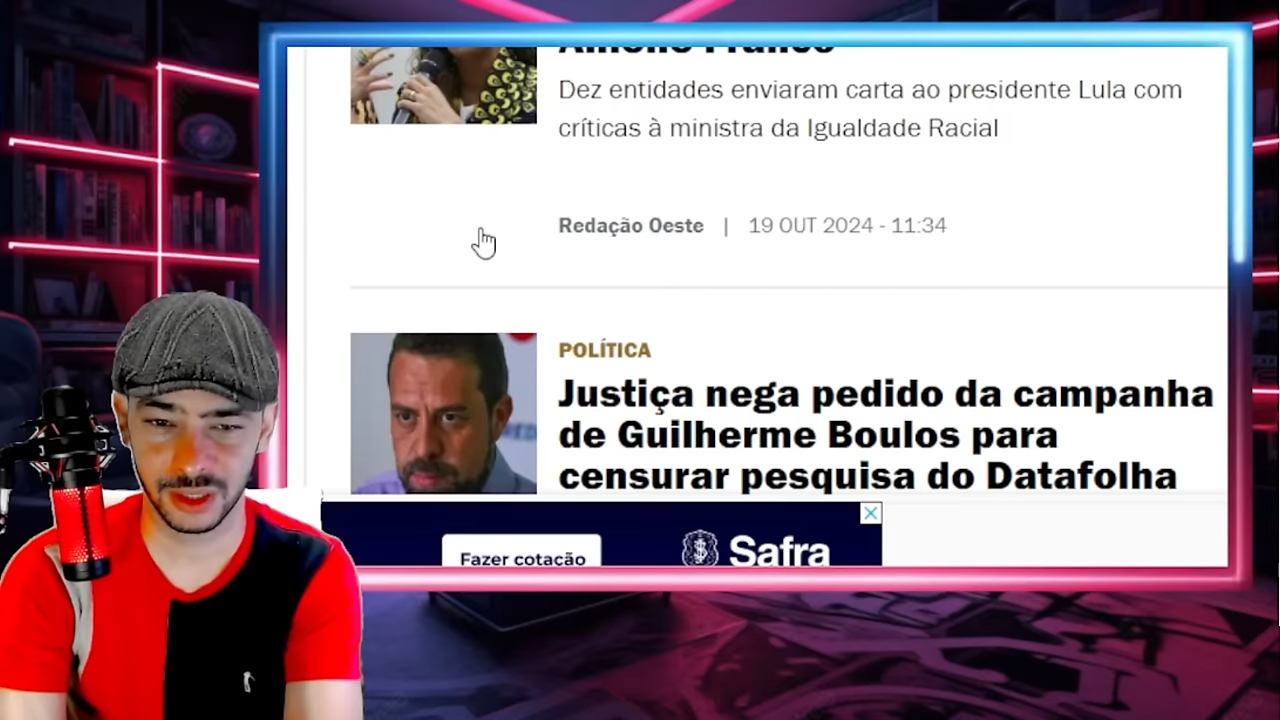 Dez entidades enviaram carta ao presidente Lula com
críticas à ministra da Igualdade Racial
Redação Oeste | 19 OUT 2024 - 11:34
POLÍTICA
Justiça nega pedido da campanha
de Guilherme Boulos para
censurar pesquisa do Datafolha
Fazer cotação
Safra